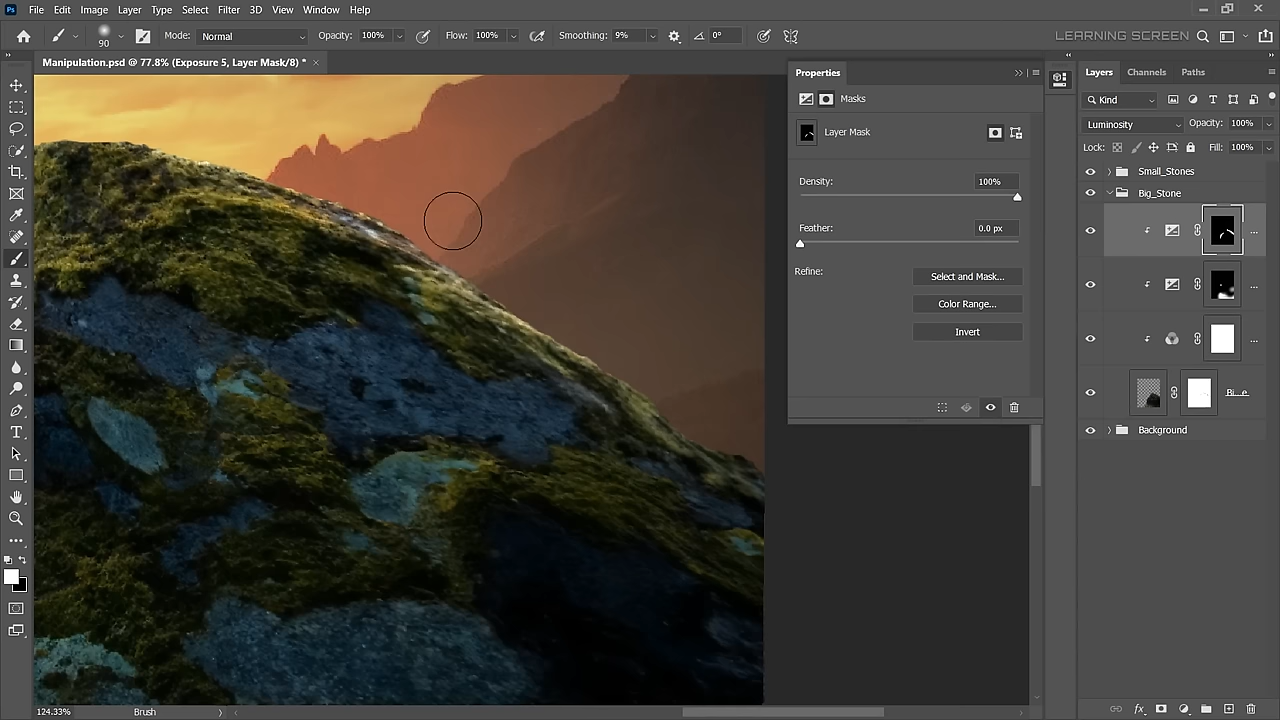 Ps File Edit Image Layer Type Select Filter 3D View Window Help
90 Mode: Normal Opacity: 100% Flow: 100% Smoothing: 9% 0° LEARNING SCREEN
Manipulation.psd @ 77.8% (Exposure 5, Layer Mask/8) *
Properties
Masks
Layer Mask
Density: 100%
Feather: 0.0 px
Refine: Select and Mask...
Color Range...
Invert
Layers Channels Paths
Kind
Luminosity Opacity: 100%
Lock: Fill: 100%
Small_Stones
Big_Stone
...
...
...
Bi...e
Background
124.33% Brush